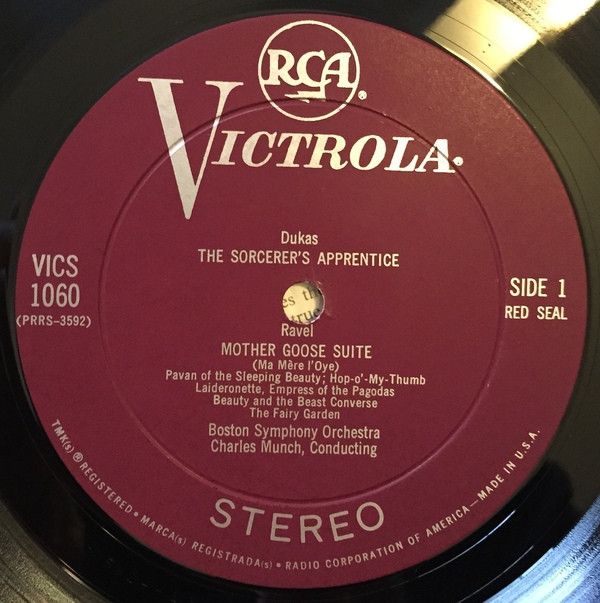 RCA®
VICTROLA®
Dukas
THE SORCERER'S APPRENTICE
VICS
1060
(PRRS-3592)
SIDE 1
RED SEAL
es th
true
Ravel
MOTHER GOOSE SUITE
(Ma Mère l'Oye)
Pavan of the Sleeping Beauty; Hop-o'-My-Thumb
Laideronette, Empress of the Pagodas
Beauty and the Beast Converse
The Fairy Garden
Boston Symphony Orchestra
Charles Munch, Conducting
STEREO
TMK(s) ® REGISTERED • MARCA(s) REGISTRADA(s) • RADIO CORPORATION OF AMERICA—MADE IN U.S.A.